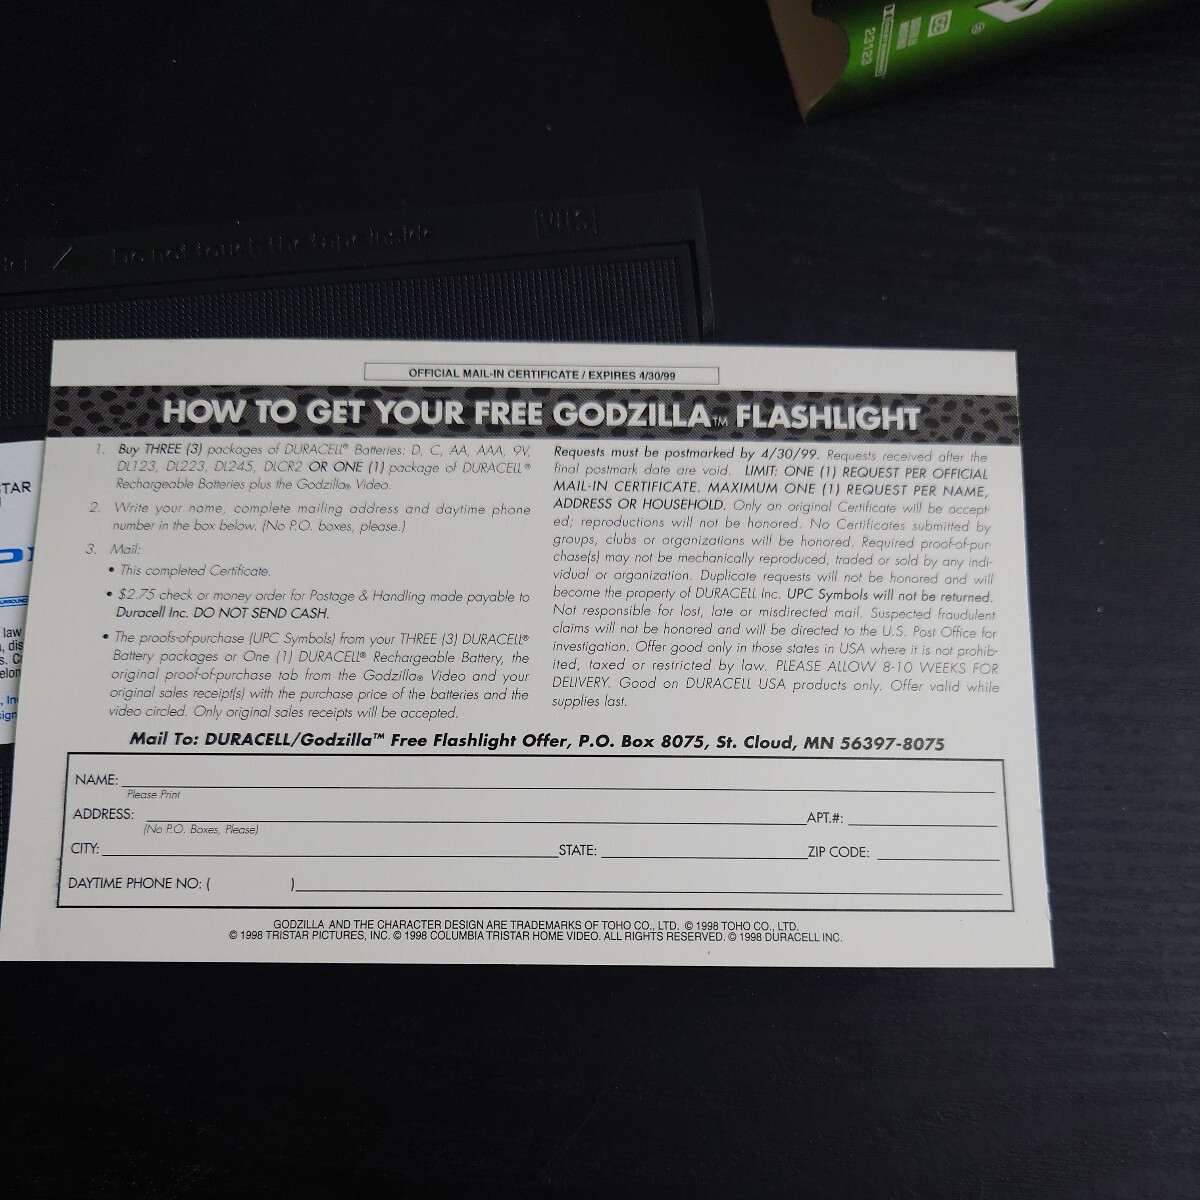 23123
Do not touch the tape inside
VHS
OFFICIAL MAIL-IN CERTIFICATE / EXPIRES 4/30/99
HOW TO GET YOUR FREE GODZILLA™ FLASHLIGHT
1. Buy THREE (3) packages of DURACELL® Batteries: D, C, AA, AAA, 9V,
DL123, DL223, DL245, DLCR2 OR ONE (1) package of DURACELL®
Rechargeable Batteries plus the Godzilla® Video.
2. Write your name, complete mailing address and daytime phone
number in the box below. (No P.O. boxes, please.)
3. Mail:
• This completed Certificate.
• $2.75 check or money order for Postage & Handling made payable to
Duracell Inc. DO NOT SEND CASH.
• The proofs-of-purchase (UPC Symbols) from your THREE (3) DURACELL®
Battery packages or One (1) DURACELL® Rechargeable Battery, the
original proof-of-purchase tab from the Godzilla® Video and your
original sales receipt(s) with the purchase price of the batteries and the
video circled. Only original sales receipts will be accepted.
Requests must be postmarked by 4/30/99. Requests received after the
final postmark date are void. LIMIT: ONE (1) REQUEST PER OFFICIAL
MAIL-IN CERTIFICATE. MAXIMUM ONE (1) REQUEST PER NAME,
ADDRESS OR HOUSEHOLD. Only an original Certificate will be accept-
ed; reproductions will not be honored. No Certificates submitted by
groups, clubs or organizations will be honored. Required proof-of-pur-
chase(s) may not be mechanically reproduced, traded or sold by any indi-
vidual or organization. Duplicate requests will not be honored and will
become the property of DURACELL Inc. UPC Symbols will not be returned.
Not responsible for lost, late or misdirected mail. Suspected fraudulent
claims will not be honored and will be directed to the U.S. Post Office for
investigation. Offer good only in those states in USA where it is not prohib-
ited, taxed or restricted by law. PLEASE ALLOW 8-10 WEEKS FOR
DELIVERY. Good on DURACELL USA products only. Offer valid while
supplies last.
Mail To: DURACELL/Godzilla™ Free Flashlight Offer, P.O. Box 8075, St. Cloud, MN 56397-8075
NAME:
Please Print
ADDRESS: APT.#:
(No P.O. Boxes, Please)
CITY: STATE: ZIP CODE:
DAYTIME PHONE NO: ( )
GODZILLA AND THE CHARACTER DESIGN ARE TRADEMARKS OF TOHO CO., LTD. © 1998 TOHO CO., LTD.
© 1998 TRISTAR PICTURES, INC. © 1998 COLUMBIA TRISTAR HOME VIDEO. ALL RIGHTS RESERVED. © 1998 DURACELL INC.